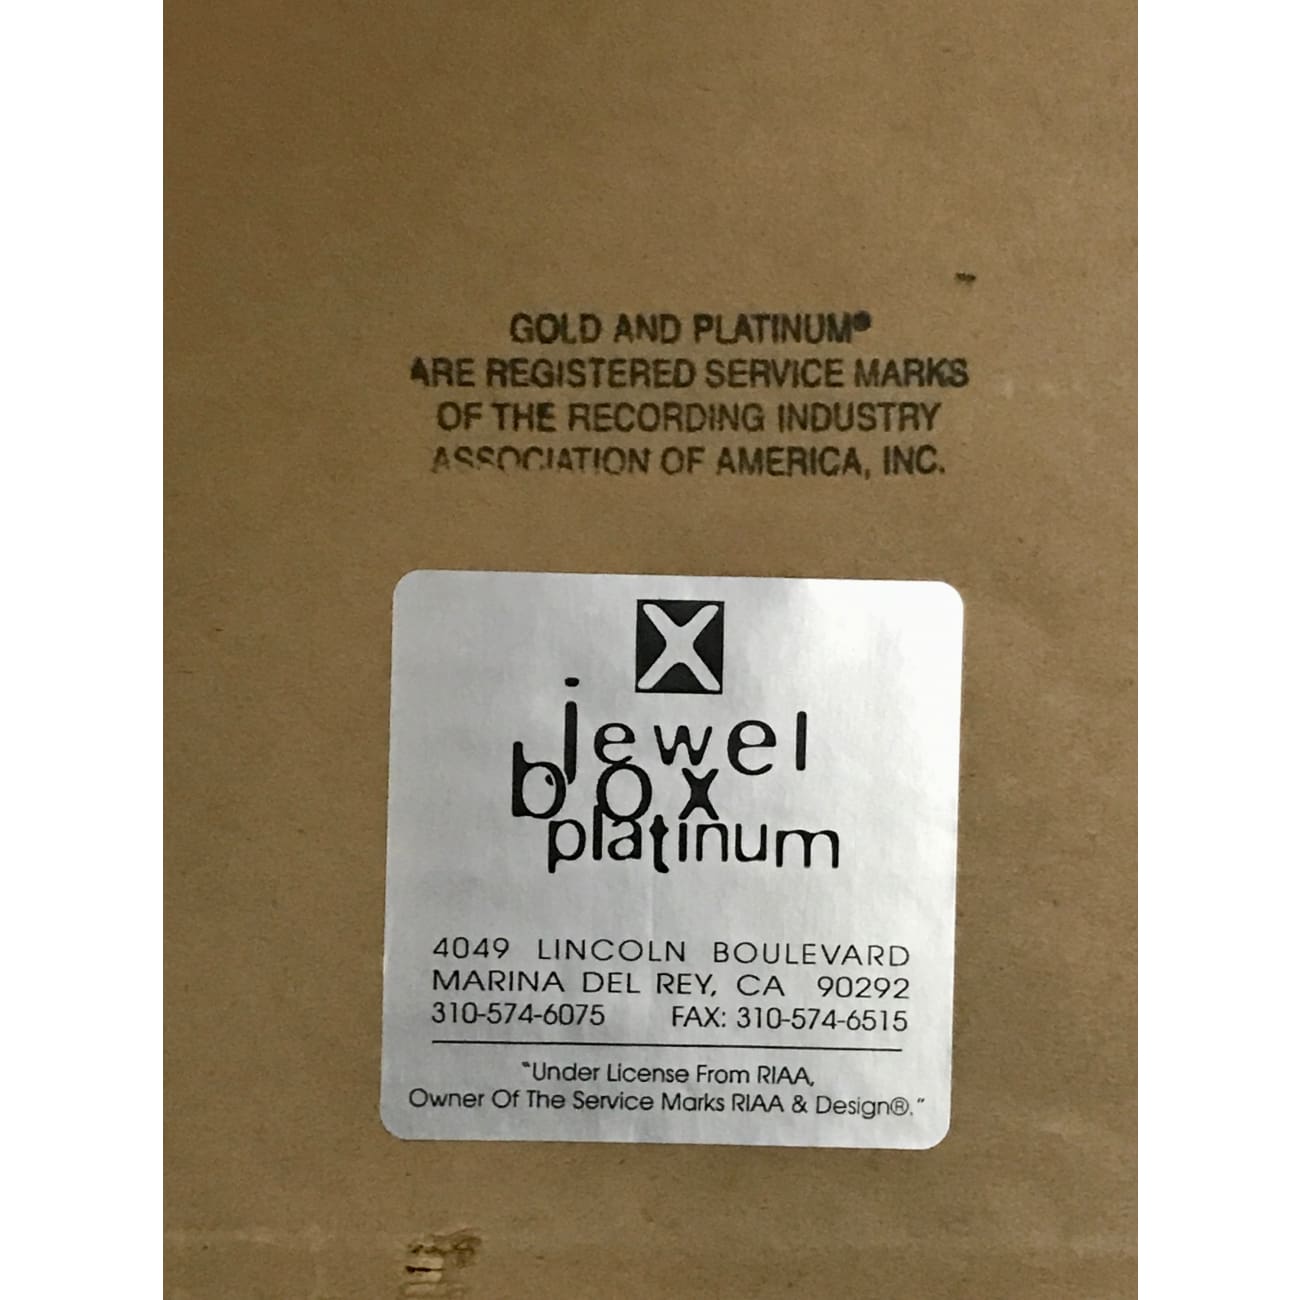 GOLD AND PLATINUM®
ARE REGISTERED SERVICE MARKS
OF THE RECORDING INDUSTRY
ASSOCIATION OF AMERICA, INC.
X
jewel
box
platinum
4049 LINCOLN BOULEVARD
MARINA DEL REY, CA 90292
310-574-6075 FAX: 310-574-6515
"Under License From RIAA,
Owner Of The Service Marks RIAA & Design®."